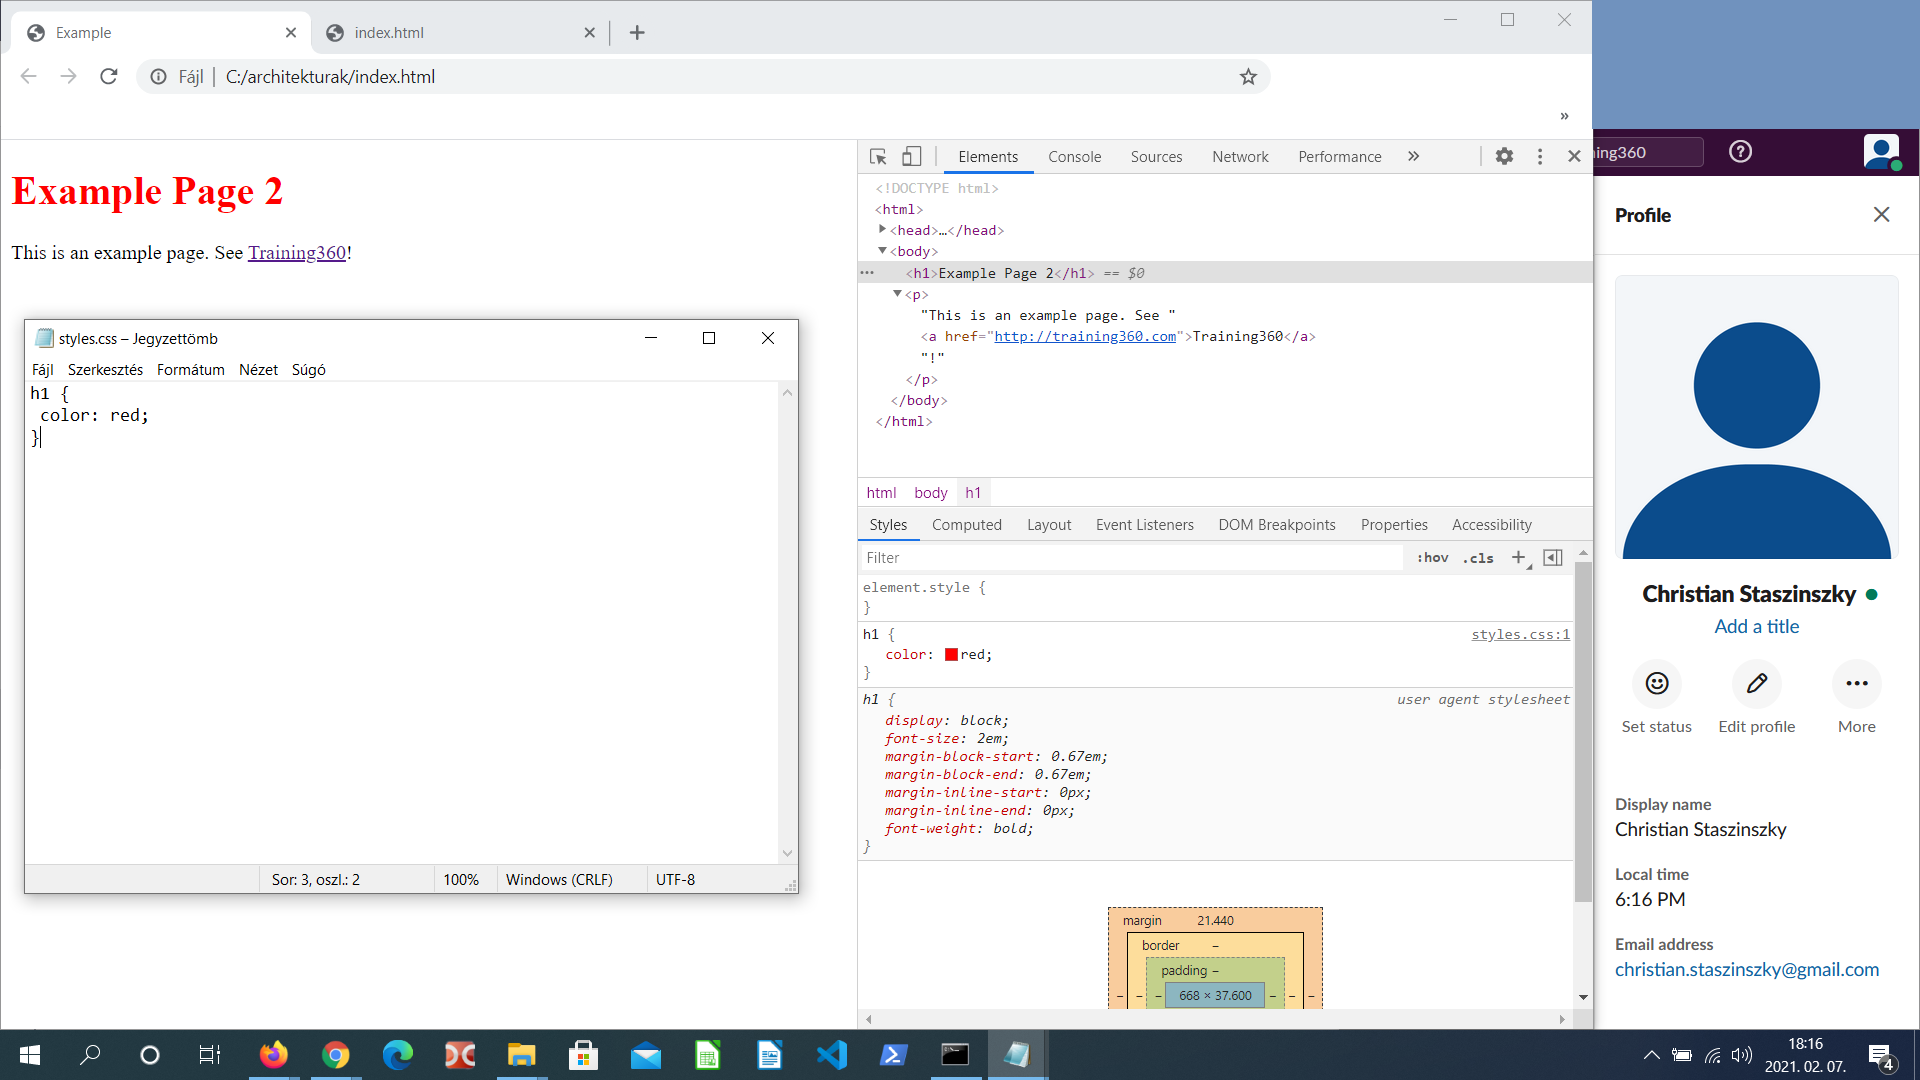 Example
index.html
Fájl
C:/architekturak/index.html
»
Example Page 2
This is an example page. See Training360!
styles.css – Jegyzettömb
Fájl Szerkesztés Formátum Nézet Súgó
h1 {
color: red;
}
Sor: 3, oszl.: 2
100%
Windows (CRLF)
UTF-8
Elements Console Sources Network Performance »
<!DOCTYPE html>
<html>
<head>…</head>
<body>
<h1>Example Page 2</h1> == $0
<p>
"This is an example page. See "
<a href="http://training360.com">Training360</a>
"!"
</p>
</body>
</html>
html body h1
Styles Computed Layout Event Listeners DOM Breakpoints Properties Accessibility
Filter
:hov .cls +
element.style {
}
h1 {
styles.css:1
color: red;
}
h1 {
user agent stylesheet
display: block;
font-size: 2em;
margin-block-start: 0.67em;
margin-block-end: 0.67em;
margin-inline-start: 0px;
margin-inline-end: 0px;
font-weight: bold;
}
margin 21.440
border –
padding –
– – – 668 × 37.600 – – –
ing360
Profile
Christian Staszinszky
Add a title
Set status
Edit profile
More
Display name
Christian Staszinszky
Local time
6:16 PM
Email address
christian.staszinszky@gmail.com
18:16
2021. 02. 07.
4